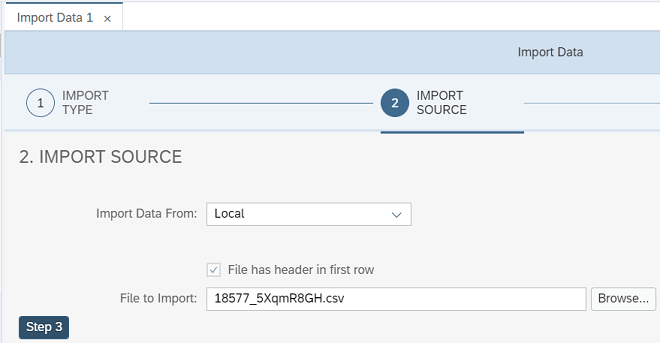 Import Data 1 ×
Import Data
1 IMPORT TYPE
2 IMPORT SOURCE
2. IMPORT SOURCE
Import Data From: Local
File has header in first row
File to Import: 18577_5XqmR8GH.csv Browse...
Step 3